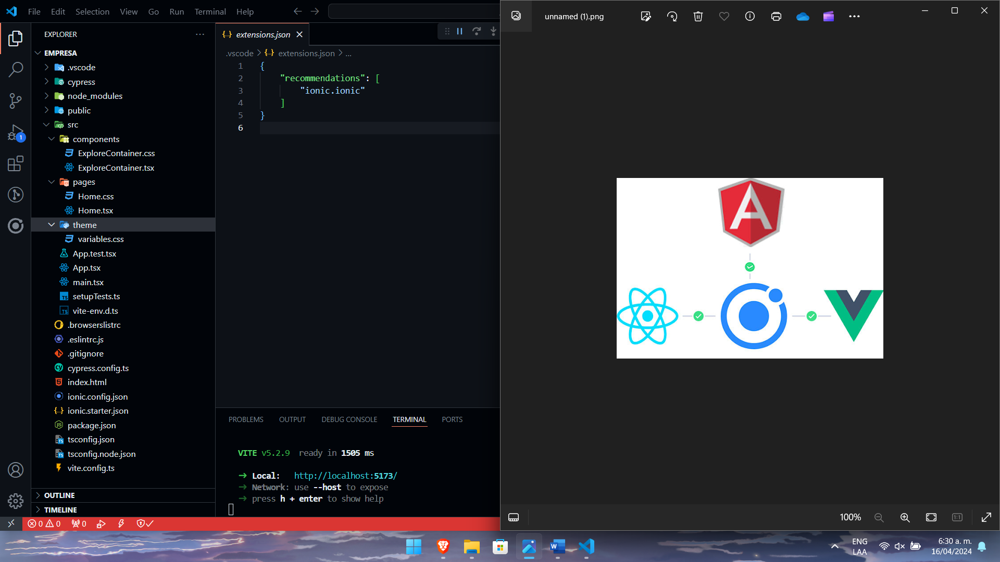 File Edit Selection View Go Run Terminal Help
EXPLORER
EMPRESA
.vscode
cypress
node_modules
public
src
components
ExploreContainer.css
ExploreContainer.tsx
pages
Home.css
Home.tsx
theme
variables.css
App.test.tsx
App.tsx
main.tsx
setupTests.ts
vite-env.d.ts
.browserslistrc
.eslintrc.js
.gitignore
cypress.config.ts
index.html
ionic.config.json
ionic.starter.json
package.json
tsconfig.json
tsconfig.node.json
vite.config.ts
OUTLINE
TIMELINE
1
extensions.json
.vscode > extensions.json > ...
1 {
2 "recommendations": [
3 "ionic.ionic"
4 ]
5 }
6
PROBLEMS OUTPUT DEBUG CONSOLE TERMINAL PORTS
VITE v5.2.9 ready in 1505 ms
➜ Local: http://localhost:5173/
➜ Network: use --host to expose
➜ press h + enter to show help
0 0 0
unnamed (1).png
100%
1:1
ENG
LAA
6:30 a. m.
16/04/2024